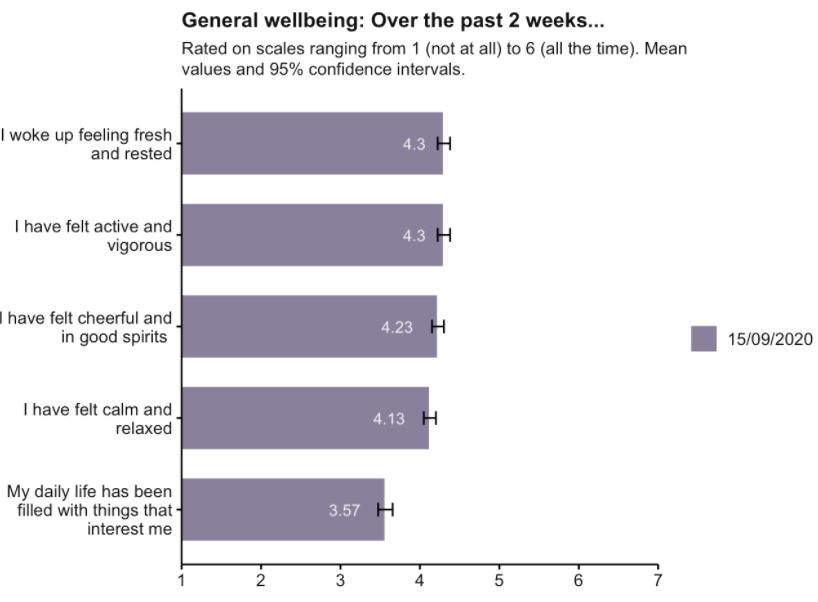 General wellbeing: Over the past 2 weeks...
Rated on scales ranging from 1 (not at all) to 6 (all the time). Mean
values and 95% confidence intervals.
I woke up feeling fresh
and rested
4.3
I have felt active and
vigorous
4.3
I have felt cheerful and
in good spirits
4.23
15/09/2020
I have felt calm and
relaxed
4.13
My daily life has been
filled with things that
interest me
3.57
1 2 3 4 5 6 7